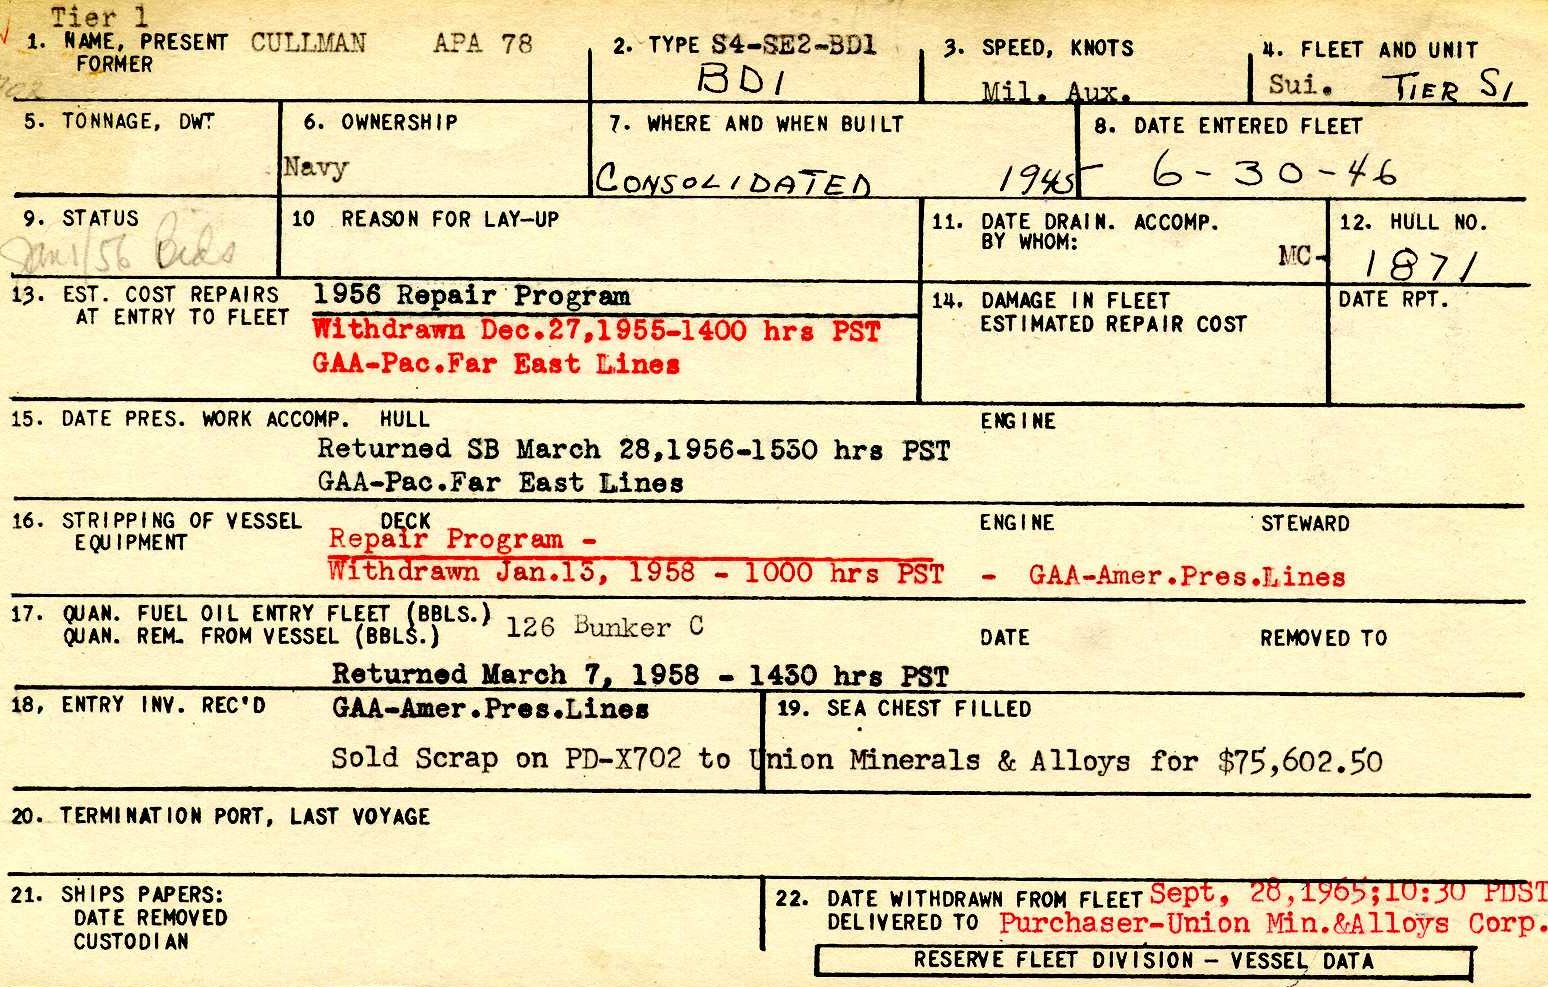 Tier 1
1. NAME, PRESENT CULLMAN APA 78
FORMER
2. TYPE S4-SE2-BD1
BD1
3. SPEED, KNOTS
Mil. Aux.
4. FLEET AND UNIT
Sui. TIER S1
5. TONNAGE, DWT
6. OWNERSHIP
Navy
7. WHERE AND WHEN BUILT
CONSOLIDATED 1945
8. DATE ENTERED FLEET
6-30-46
9. STATUS
Jan 1/56 Bids
10 REASON FOR LAY-UP
11. DATE DRAIN. ACCOMP.
BY WHOM:
12. HULL NO.
MC- 1871
13. EST. COST REPAIRS
AT ENTRY TO FLEET
1956 Repair Program
Withdrawn Dec.27,1955-1400 hrs PST
GAA-Pac.Far East Lines
14. DAMAGE IN FLEET
ESTIMATED REPAIR COST
DATE RPT.
15. DATE PRES. WORK ACCOMP. HULL ENGINE
Returned SB March 28,1956-1530 hrs PST
GAA-Pac.Far East Lines
16. STRIPPING OF VESSEL DECK ENGINE STEWARD
EQUIPMENT
Repair Program -
Withdrawn Jan.13, 1958 - 1000 hrs PST - GAA-Amer.Pres.Lines
17. QUAN. FUEL OIL ENTRY FLEET (BBLS.)
QUAN. REM. FROM VESSEL (BBLS.) 126 Bunker C DATE REMOVED TO
Returned March 7, 1958 - 1430 hrs PST
18, ENTRY INV. REC'D GAA-Amer.Pres.Lines 19. SEA CHEST FILLED
Sold Scrap on PD-X702 to Union Minerals & Alloys for $75,602.50
20. TERMINATION PORT, LAST VOYAGE
21. SHIPS PAPERS:
DATE REMOVED
CUSTODIAN
22. DATE WITHDRAWN FROM FLEET Sept, 28,1965;10:30 PDST
DELIVERED TO Purchaser-Union Min.&Alloys Corp.
RESERVE FLEET DIVISION – VESSEL DATA